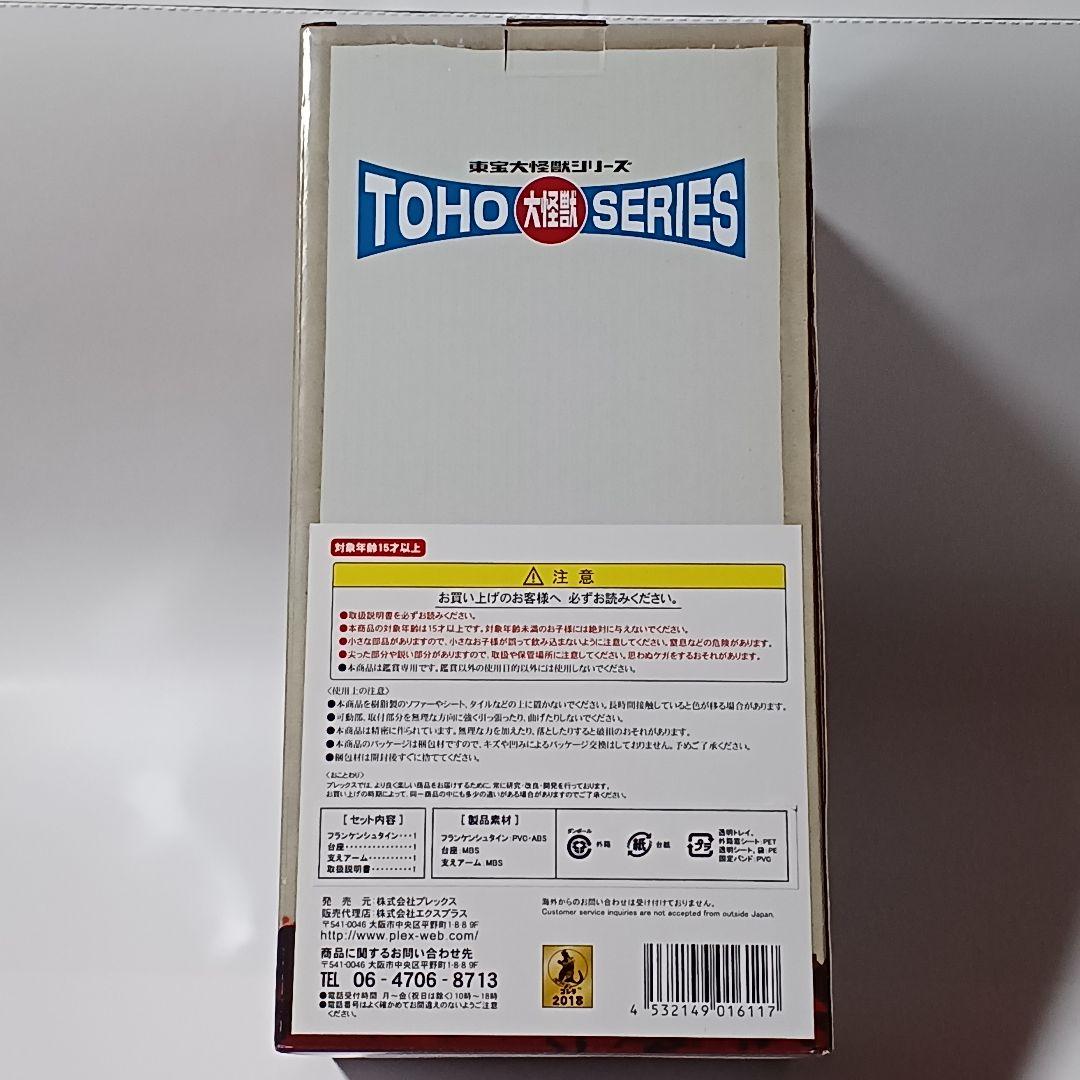 東宝大怪獣シリーズ
TOHO 大怪獣 SERIES
対象年齢15才以上
注意
お買い上げのお客様へ 必ずお読みください。
●取扱説明書を必ずお読みください。
●本商品の対象年齢は15才以上です。対象年齢未満のお子様には絶対に与えないでください。
●小さな部品がありますので、小さなお子様が誤って飲み込まないように注意してください。窒息などの危険があります。
●尖った部分や鋭い部分がありますので、取扱や保管場所に注意してください。思わぬケガをするおそれがあります。
●本商品は鑑賞専用です。鑑賞以外の使用目的以外には使用しないでください。
〈使用上の注意〉
●本商品を樹脂製のソファーやシート、タイルなどの上に置かないでください。長時間接触していると色が移る場合があります。
●可動部、取付部分を無理な方向に強く引っ張ったり、曲げたりしないでください。
●本商品は精密に作られています。無理な力を加えたり、落としたりすると破損のおそれがあります。
●本商品のパッケージは梱包材ですので、キズや凹みによるパッケージ交換はしておりません。予めご了承ください。
●梱包材は開封後すぐに捨ててください。
〈おことわり〉
プレックスでは、より良く楽しい商品をお届けするために、常に研究・改良・開発を行っております。
お買い上げの時期によって、同一商品の中にも多少の違いがある場合がありますのでご了承ください。
[セット内容]
フランケンシュタイン・・・1
台座・・・・・・・・・・・・・・1
支えアーム・・・・・・・・・・1
取扱説明書・・・・・・・・・1
[製品素材]
フランケンシュタイン:PVC・ABS
台座:MBS
支えアーム:MBS
ダンボール
外箱
紙
台紙
プラ
透明トレイ、
外箱窓シート:PET
透明シート、袋:PE
固定バンド:PVC
発売元:株式会社プレックス
販売代理店:株式会社エクスプラス
〒541-0046 大阪市中央区平野町1-8-8 9F
http://www.plex-web.com/
商品に関するお問い合わせ先
〒541-0046 大阪市中央区平野町1-8-8 9F
TEL 06-4706-8713
●電話受付時間 月〜金(祝日は除く)10時〜18時
●電話番号はよく確かめてお間違えのないようご注意
ください。
海外からのお問い合わせは受け付けておりません。
Customer service inquiries are not accepted from outside Japan.
ゴジラ
2018
4 532149 016117